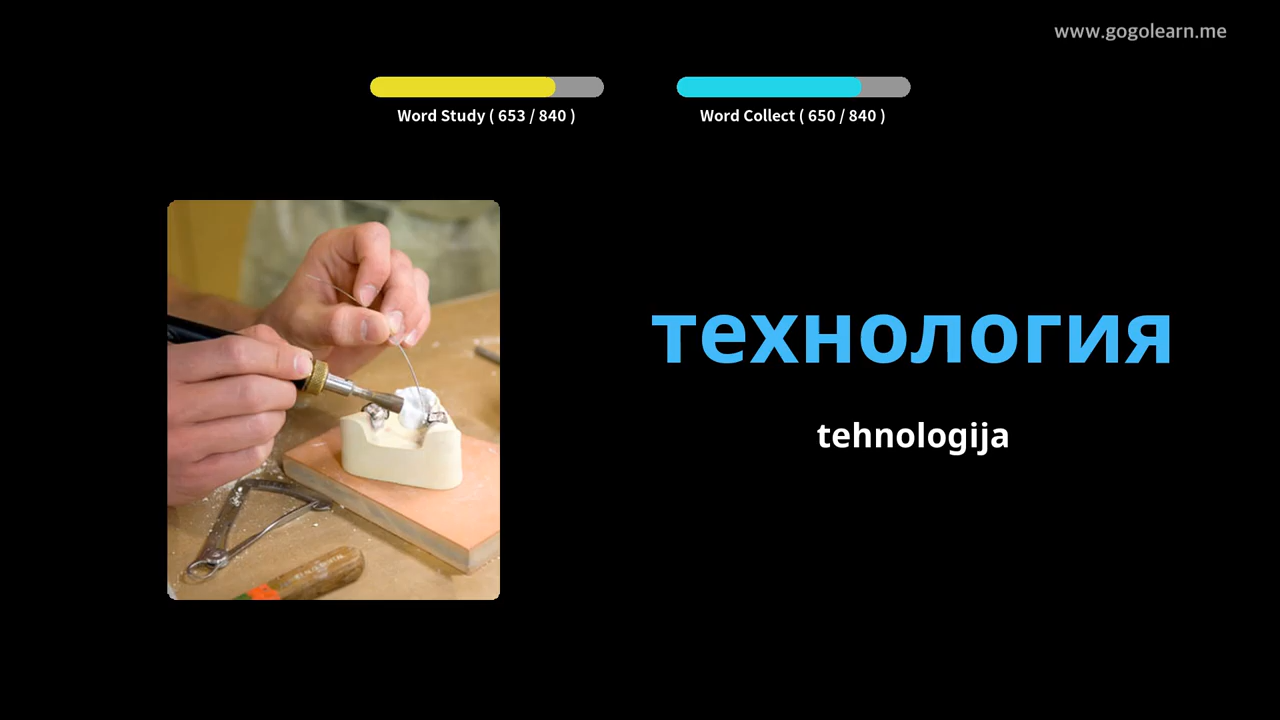 www.gogolearn.me
Word Study ( 653 / 840 )
Word Collect ( 650 / 840 )
технология
tehnologija